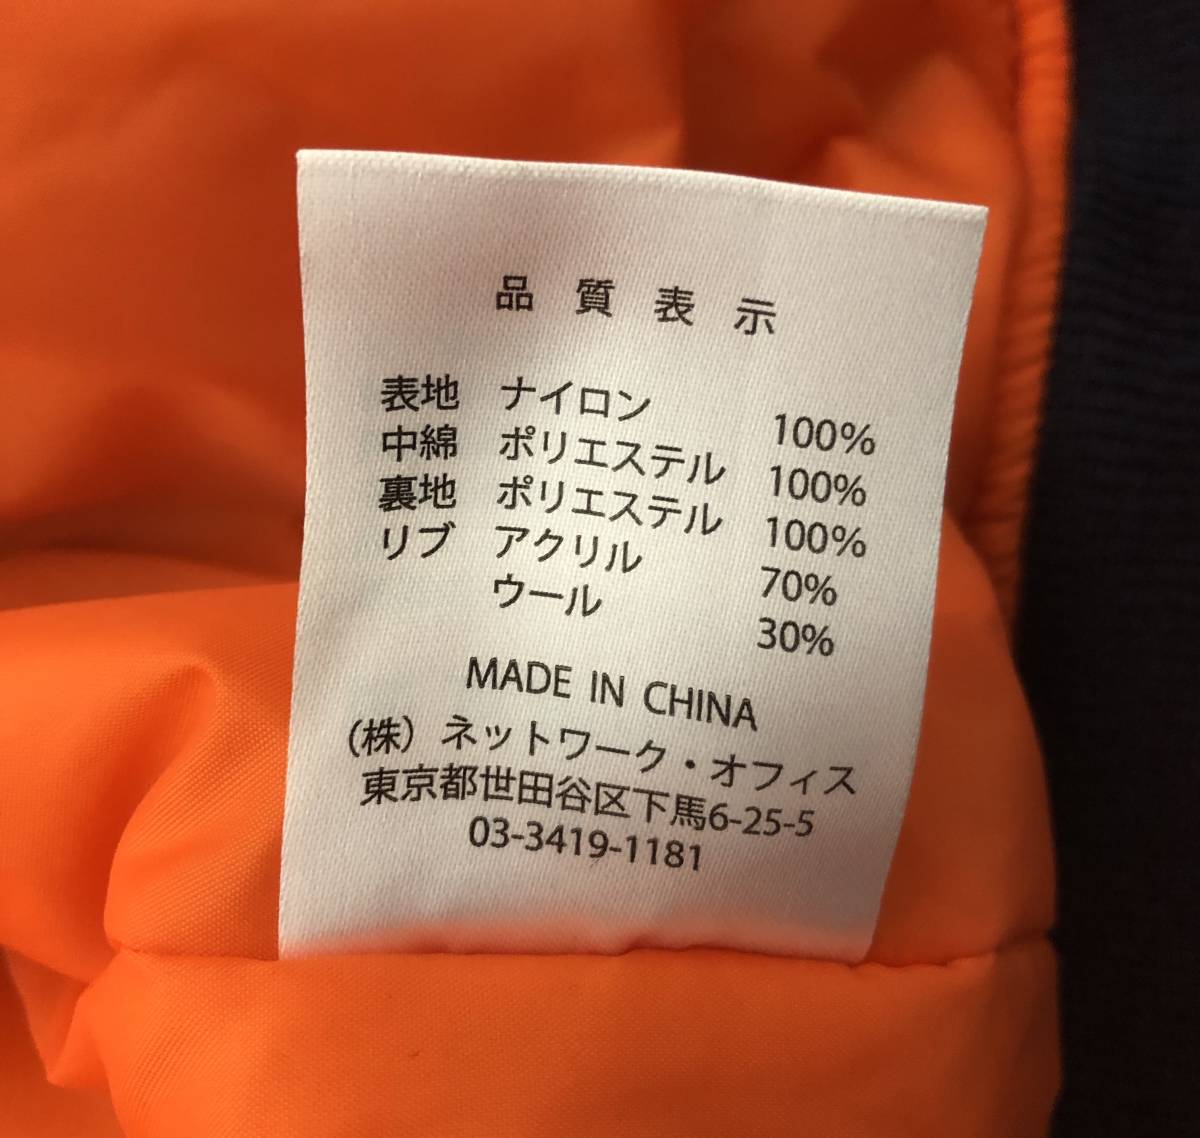 品質表示
表地 ナイロン 100%
中綿 ポリエステル 100%
裏地 ポリエステル 100%
リブ アクリル 70%
ウール 30%
MADE IN CHINA
(株) ネットワーク・オフィス
東京都世田谷区下馬6-25-5
03-3419-1181